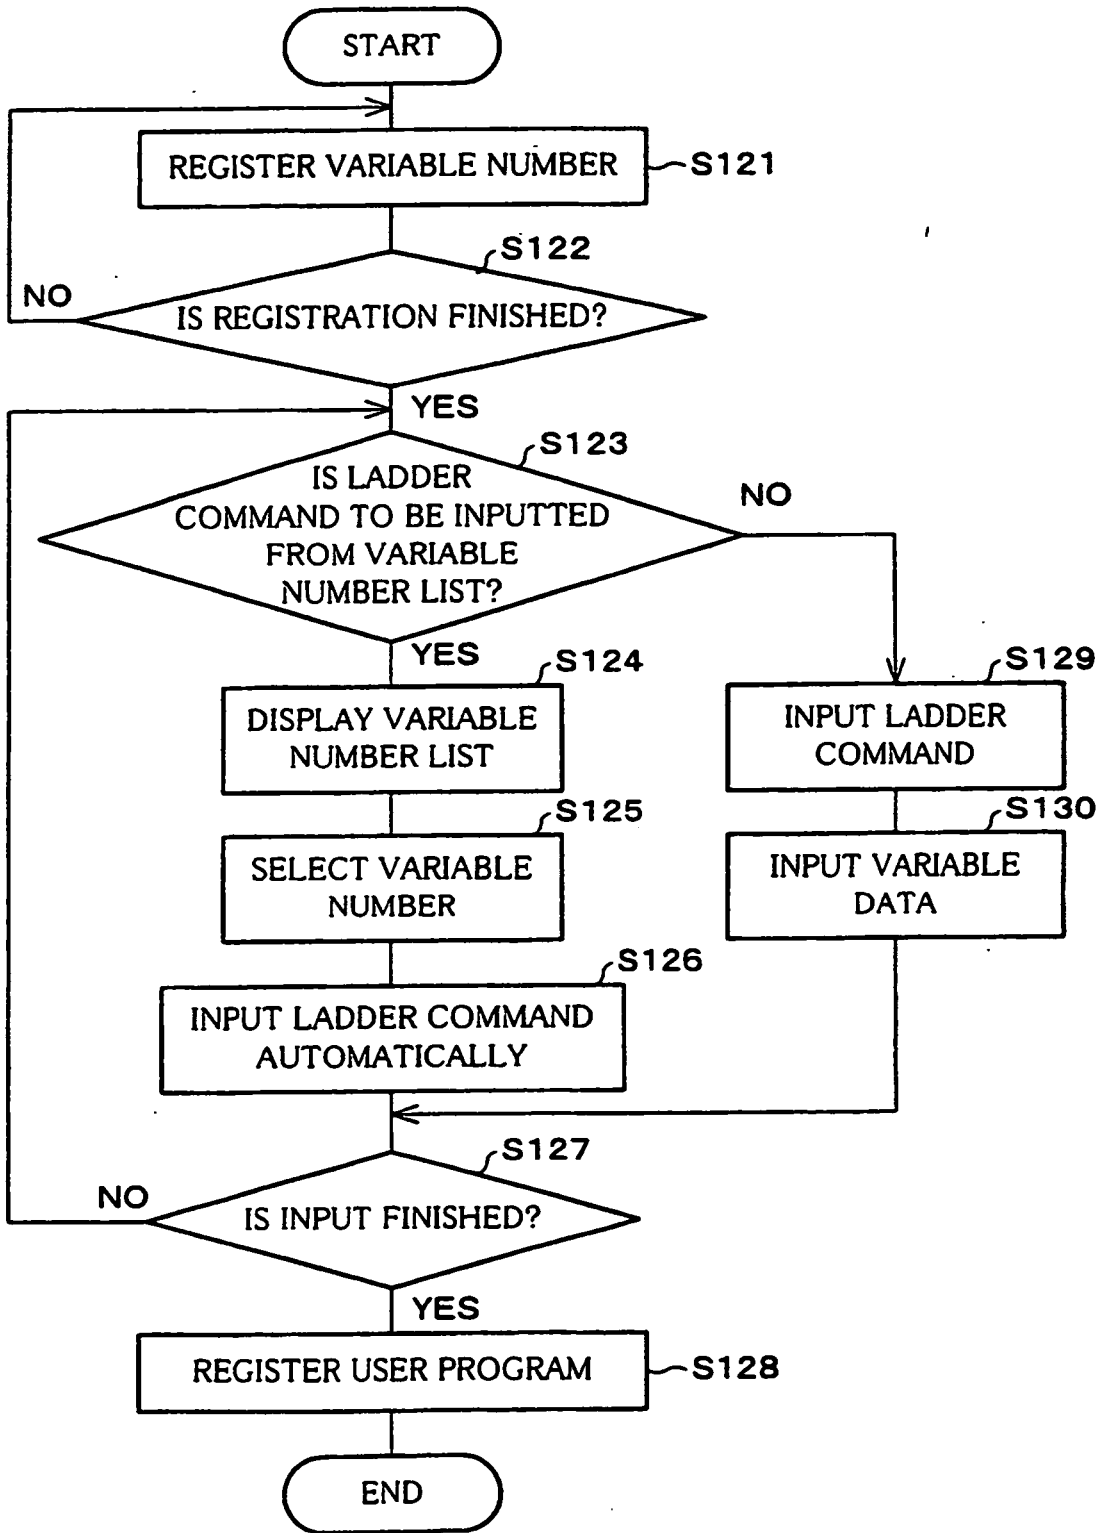 START
REGISTER VARIABLE NUMBER
S121
S122
NO
IS REGISTRATION FINISHED?
YES
S123
IS LADDER
COMMAND TO BE INPUTTED
FROM VARIABLE
NUMBER LIST?
NO
YES
S124
DISPLAY VARIABLE
NUMBER LIST
S125
SELECT VARIABLE
NUMBER
S126
INPUT LADDER COMMAND
AUTOMATICALLY
S129
INPUT LADDER
COMMAND
S130
INPUT VARIABLE
DATA
S127
NO
IS INPUT FINISHED?
YES
REGISTER USER PROGRAM
S128
END